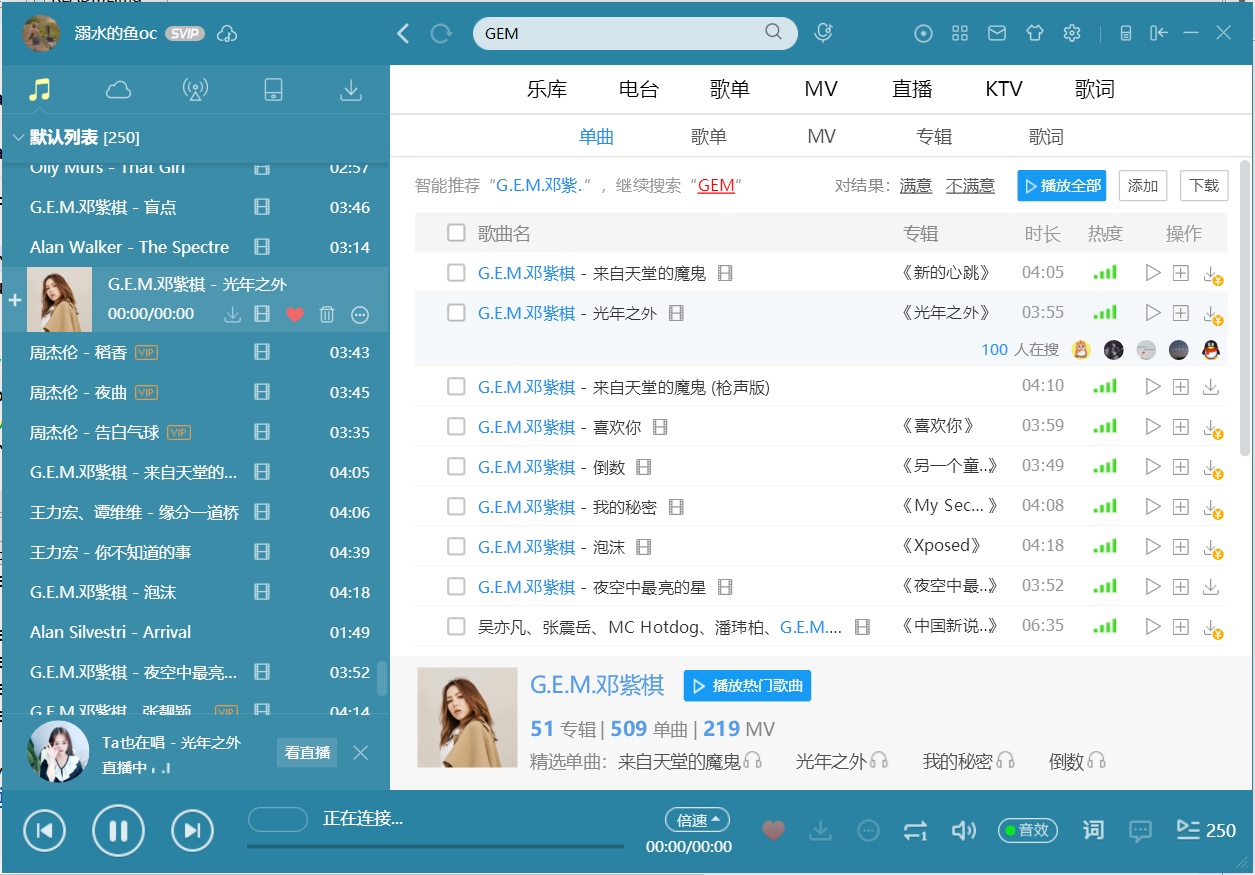 溺水的鱼oc SVIP
GEM
乐库 电台 歌单 MV 直播 KTV 歌词
默认列表 [250]
Olly Murs - That Girl 02:57
G.E.M.邓紫棋 - 盲点 03:46
Alan Walker - The Spectre 03:14
G.E.M.邓紫棋 - 光年之外
00:00/00:00
周杰伦 - 稻香 VIP 03:43
周杰伦 - 夜曲 VIP 03:45
周杰伦 - 告白气球 VIP 03:35
G.E.M.邓紫棋 - 来自天堂的... 04:05
王力宏、谭维维 - 缘分一道桥 04:06
王力宏 - 你不知道的事 04:39
G.E.M.邓紫棋 - 泡沫 04:18
Alan Silvestri - Arrival 01:49
G.E.M.邓紫棋 - 夜空中最亮... 03:52
G.E.M.邓紫棋、张靓颖 VIP 04:14
Ta也在唱 - 光年之外
直播中
看直播
单曲 歌单 MV 专辑 歌词
智能推荐“G.E.M.邓紫..”，继续搜索“GEM” 对结果: 满意 不满意 播放全部 添加 下载
歌曲名 专辑 时长 热度 操作
G.E.M.邓紫棋 - 来自天堂的魔鬼 《新的心跳》 04:05
G.E.M.邓紫棋 - 光年之外 《光年之外》 03:55
100 人在搜
G.E.M.邓紫棋 - 来自天堂的魔鬼 (枪声版) 04:10
G.E.M.邓紫棋 - 喜欢你 《喜欢你》 03:59
G.E.M.邓紫棋 - 倒数 《另一个童..》 03:49
G.E.M.邓紫棋 - 我的秘密 《My Sec... 》 04:08
G.E.M.邓紫棋 - 泡沫 《Xposed》 04:18
G.E.M.邓紫棋 - 夜空中最亮的星 《夜空中最..》 03:52
吴亦凡、张震岳、MC Hotdog、潘玮柏、G.E.M.... 《中国新说..》 06:35
G.E.M.邓紫棋 播放热门歌曲
51 专辑 | 509 单曲 | 219 MV
精选单曲: 来自天堂的魔鬼 光年之外 我的秘密 倒数
正在连接...
倍速
00:00/00:00
1
音效
词
250